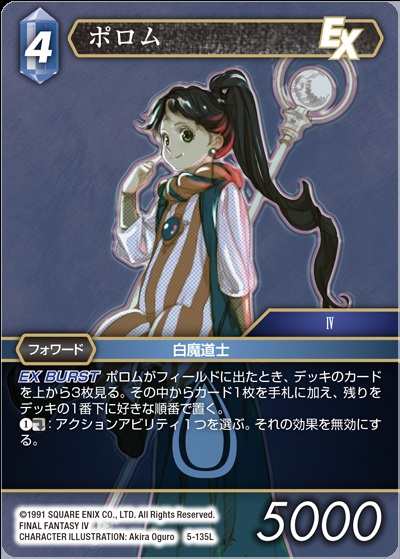 4
ポロム
EX
IV
フォワード
白魔道士
EX BURST ポロムがフィールドに出たとき、デッキのカード
を上から3枚見る。その中からカード1枚を手札に加え、残りを
デッキの1番下に好きな順番で置く。
1：アクションアビリティ1つを選ぶ。それの効果を無効にす
る。
©1991 SQUARE ENIX CO., LTD. All Rights Reserved.
FINAL FANTASY IV
CHARACTER ILLUSTRATION: Akira Oguro 5-135L
5000